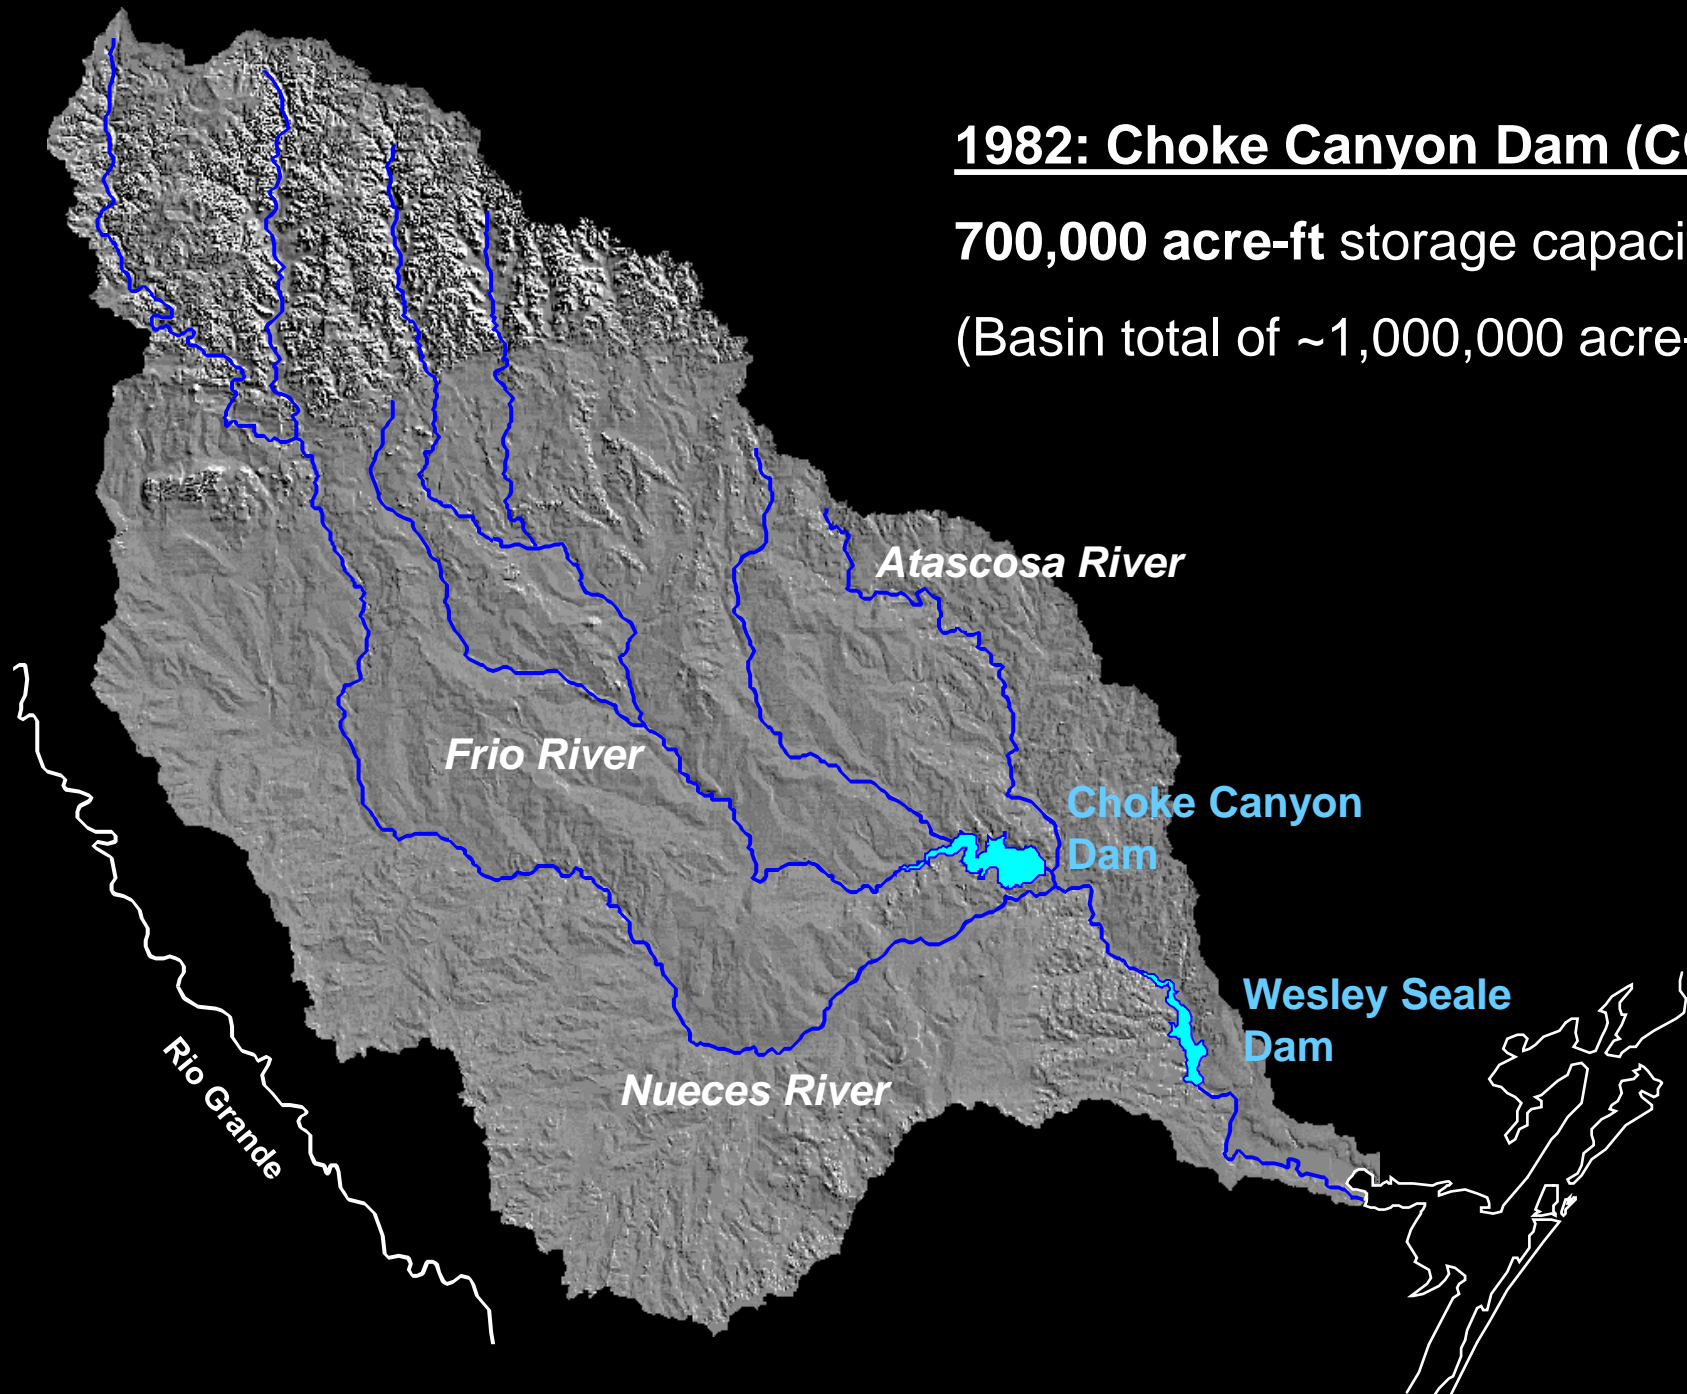 1982: Choke Canyon Dam
700,000 acre-ft storage
(Basin total of ~1,000,000
Atascosa River
Frio River
Choke Canyon
Dam
Wesley Seale
Dam
Nueces River
Rio Grande